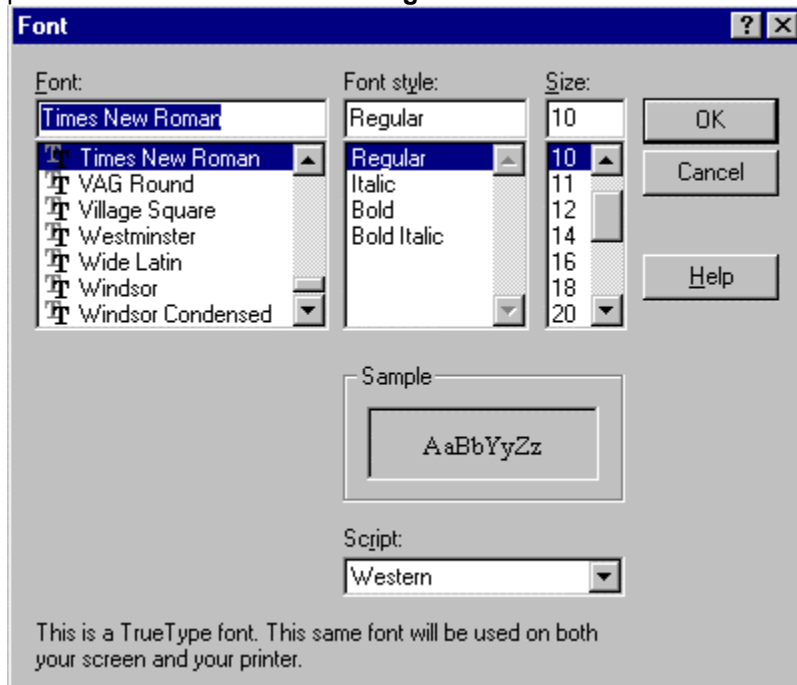 Font
Font: Font style: Size:
Times New Roman Regular 10 OK
Times New Roman Regular 10 Cancel
VAG Round Italic 11
Village Square Bold 12
Westminster Bold Italic 14
Wide Latin 16 Help
Windsor 18
Windsor Condensed 20
Sample
AaBbYyZz
Script:
Western
This is a TrueType font. This same font will be used on both
your screen and your printer.